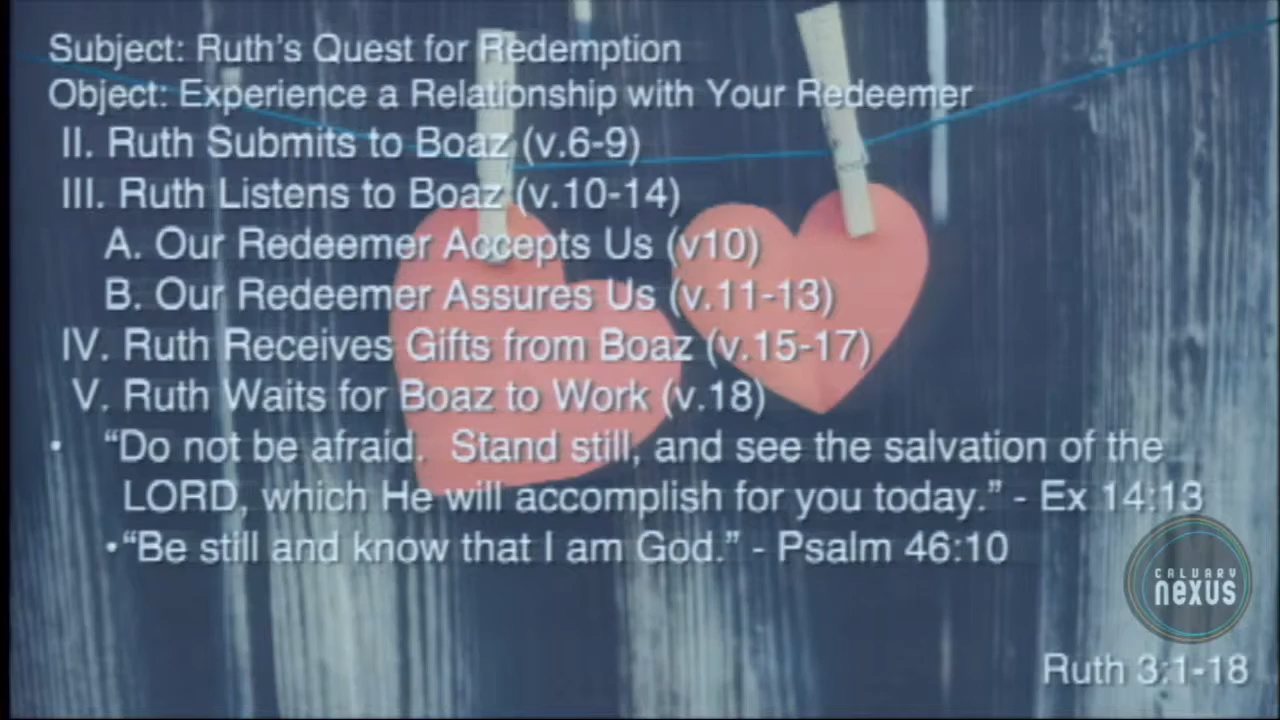 Subject: Ruth's Quest for Redemption
Object: Experience a Relationship with Your Redeemer
II. Ruth Submits to Boaz (v.6-9)
III. Ruth Listens to Boaz (v.10-14)
A. Our Redeemer Accepts Us (v10)
B. Our Redeemer Assures Us (v.11-13)
IV. Ruth Receives Gifts from Boaz (v.15-17)
V. Ruth Waits for Boaz to Work (v.18)
• “Do not be afraid.  Stand still, and see the salvation of the
LORD, which He will accomplish for you today.” - Ex 14:13
•“Be still and know that I am God.” - Psalm 46:10
CALVARY
nexus
Ruth 3:1-18